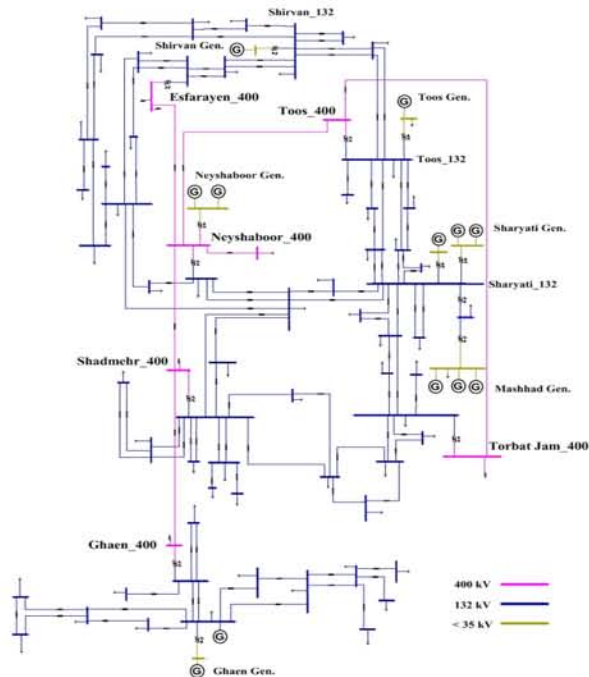 Shirvan_132
Shirvan Gen.
G
Esfarayen_400
Toos_400
Toos Gen.
G
Toos_132
Neyshaboor Gen.
G G
Neyshaboor_400
Sharyati Gen.
G G G
Sharyati_132
Shadmehr_400
G G G
Mashhad Gen.
Torbat Jam_400
Ghaen_400
G
G
Ghaen Gen.
400 kV
132 kV
< 35 kV